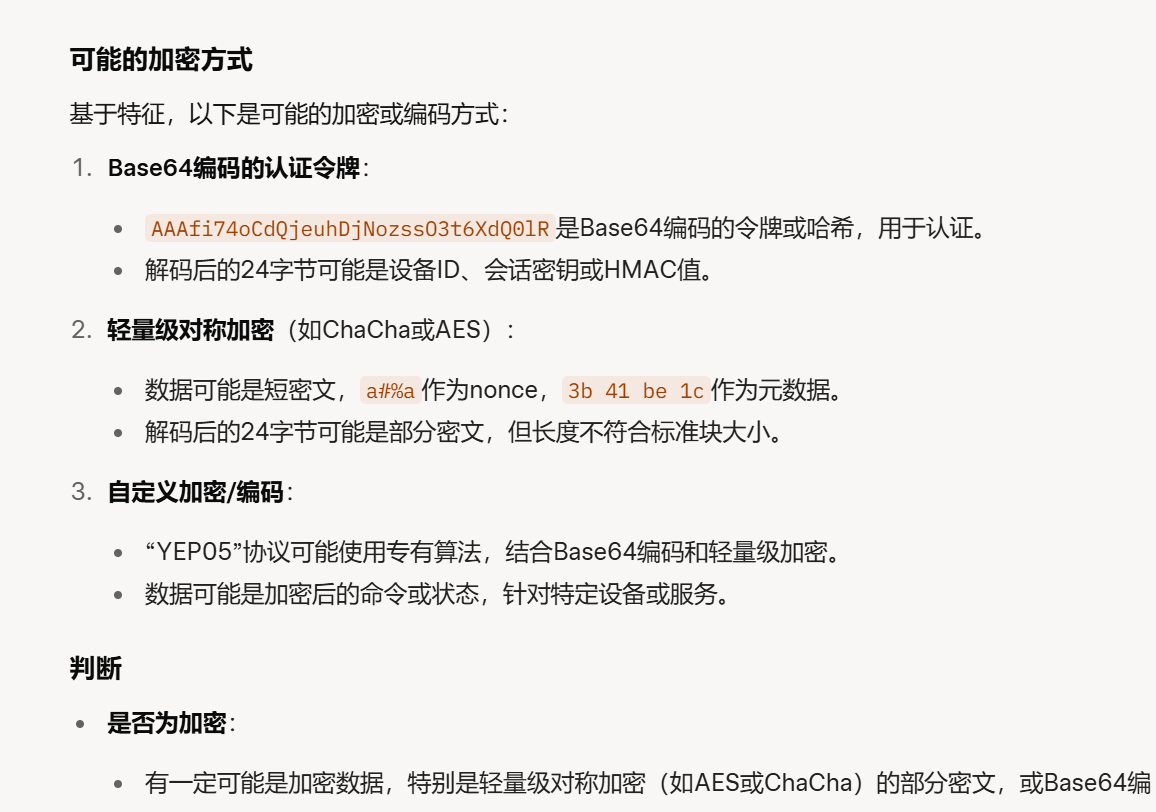 可能的加密方式
基于特征，以下是可能的加密或编码方式：
1. Base64编码的认证令牌：
• AAAfi74oCdQjeuhDjNozssO3t6XdQ0lR是Base64编码的令牌或哈希，用于认证。
• 解码后的24字节可能是设备ID、会话密钥或HMAC值。
2. 轻量级对称加密（如ChaCha或AES）：
• 数据可能是短密文，a#%a作为nonce，3b 41 be 1c作为元数据。
• 解码后的24字节可能是部分密文，但长度不符合标准块大小。
3. 自定义加密/编码：
• “YEP05”协议可能使用专有算法，结合Base64编码和轻量级加密。
• 数据可能是加密后的命令或状态，针对特定设备或服务。
判断
• 是否为加密：
• 有一定可能是加密数据，特别是轻量级对称加密（如AES或ChaCha）的部分密文，或Base64编